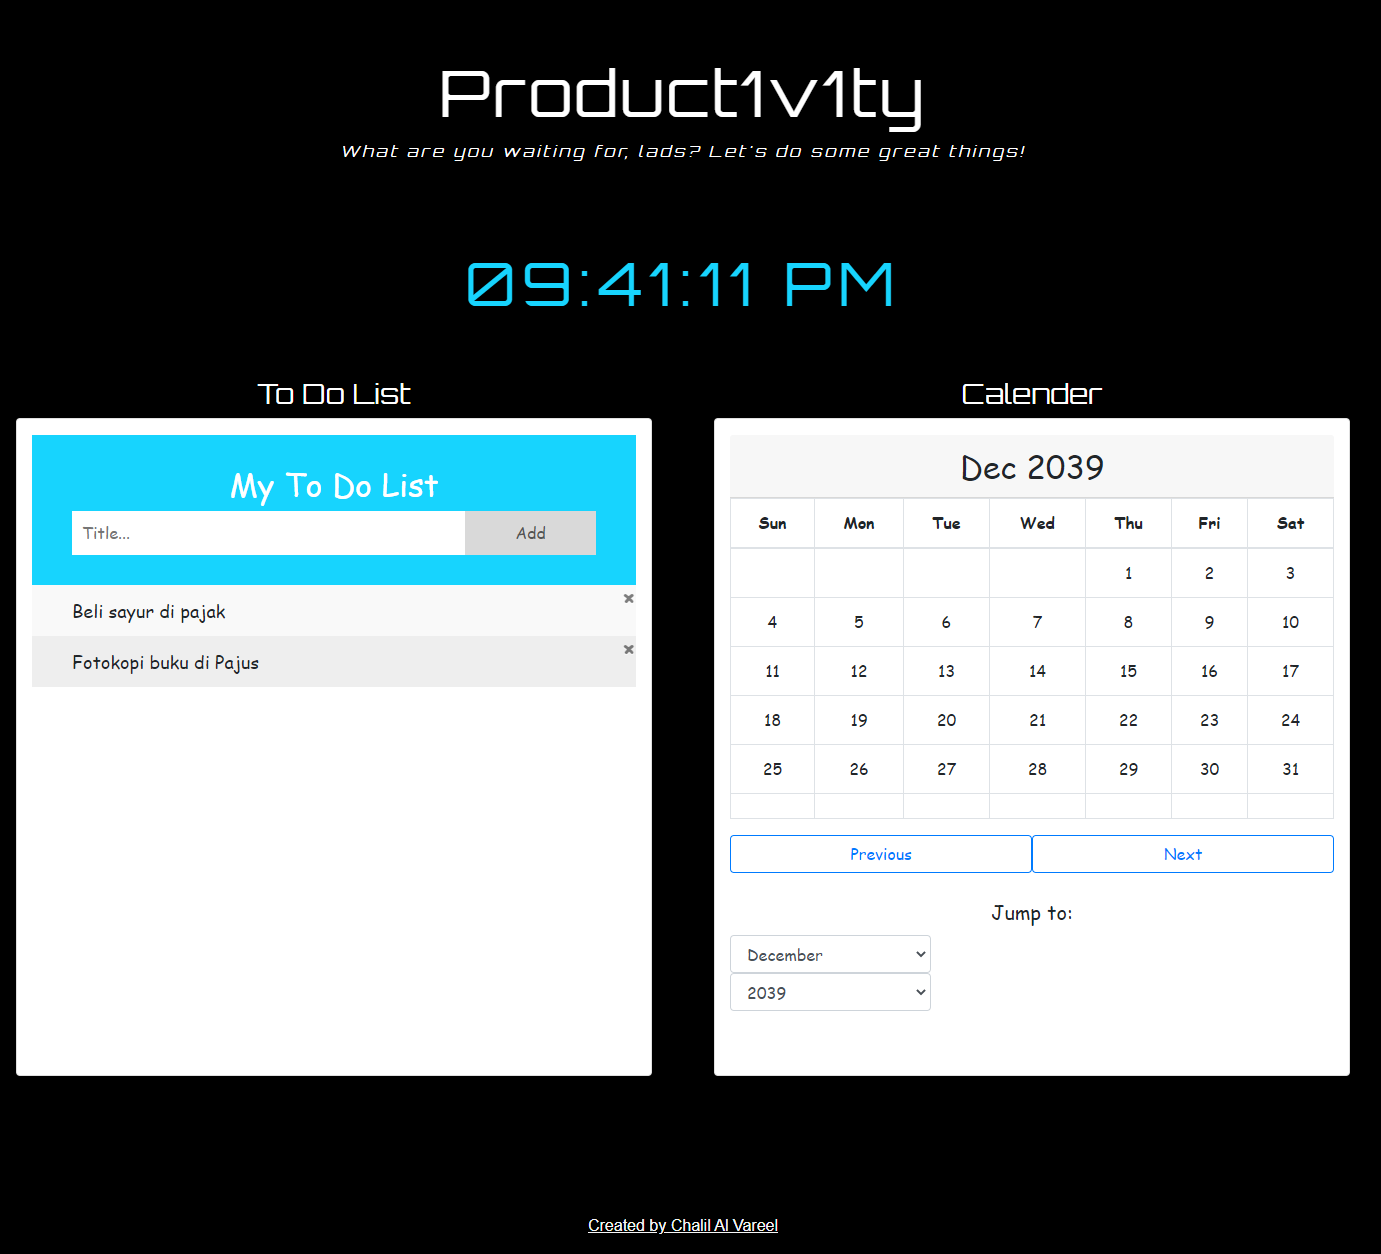 Product1v1ty
What are you waiting for, lads? Let's do some great things!
09:41:11 PM
To Do List
My To Do List
Title...
Add
Beli sayur di pajak
×
Fotokopi buku di Pajus
×
Calender
Dec 2039
Sun Mon Tue Wed Thu Fri Sat
1 2 3
4 5 6 7 8 9 10
11 12 13 14 15 16 17
18 19 20 21 22 23 24
25 26 27 28 29 30 31
Previous
Next
Jump to:
December
2039
Created by Chalil Al Vareel